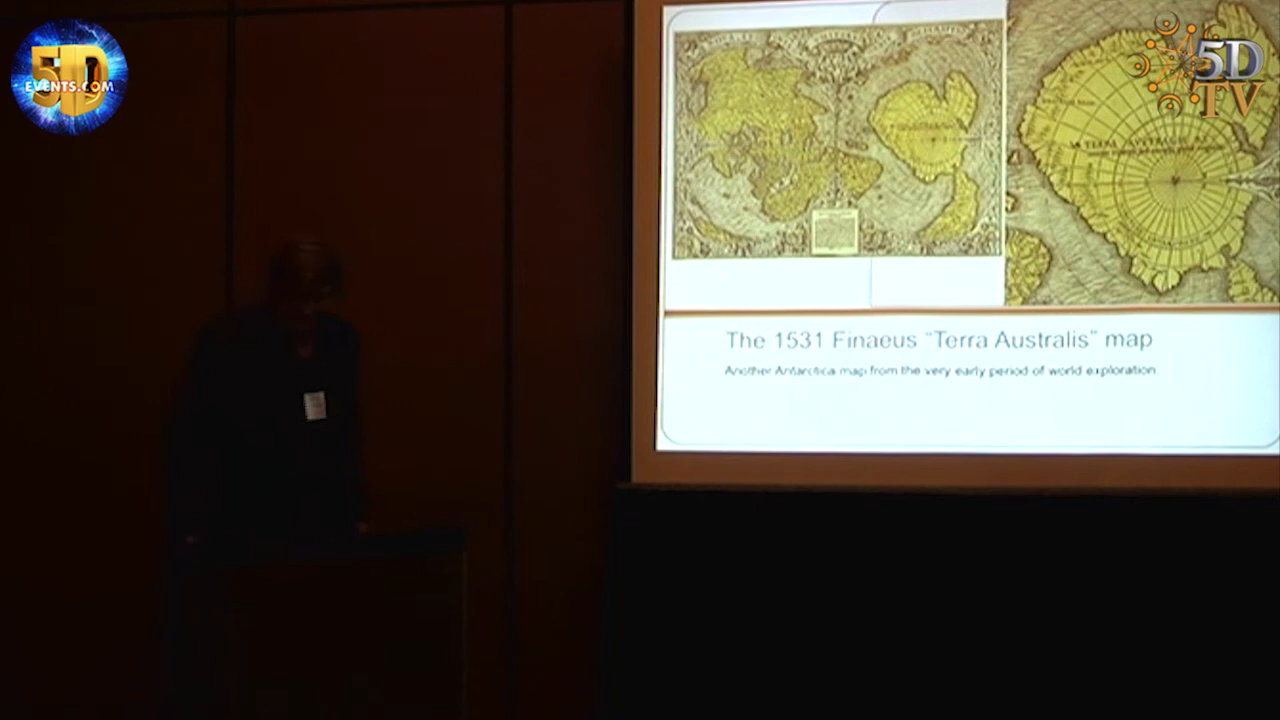 5D
EVENTS.COM
5D
TV
The 1531 Finaeus “Terra Australis” map
Another Antarctica map from the very early period of world exploration